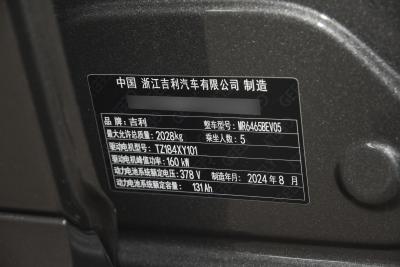 中国 浙江吉利汽车有限公司 制造
品 牌: 吉利 整车型号: MR6465BEV05
最大允许总质量: 2028kg 乘坐人数: 5
驱动电机型号: TZ184XY101
驱动电机峰值功率: 160 kW
动力电池系统额定电压: 378 V 制造年月: 2024 年 8 月
动力电池系统额定容量: 131Ah